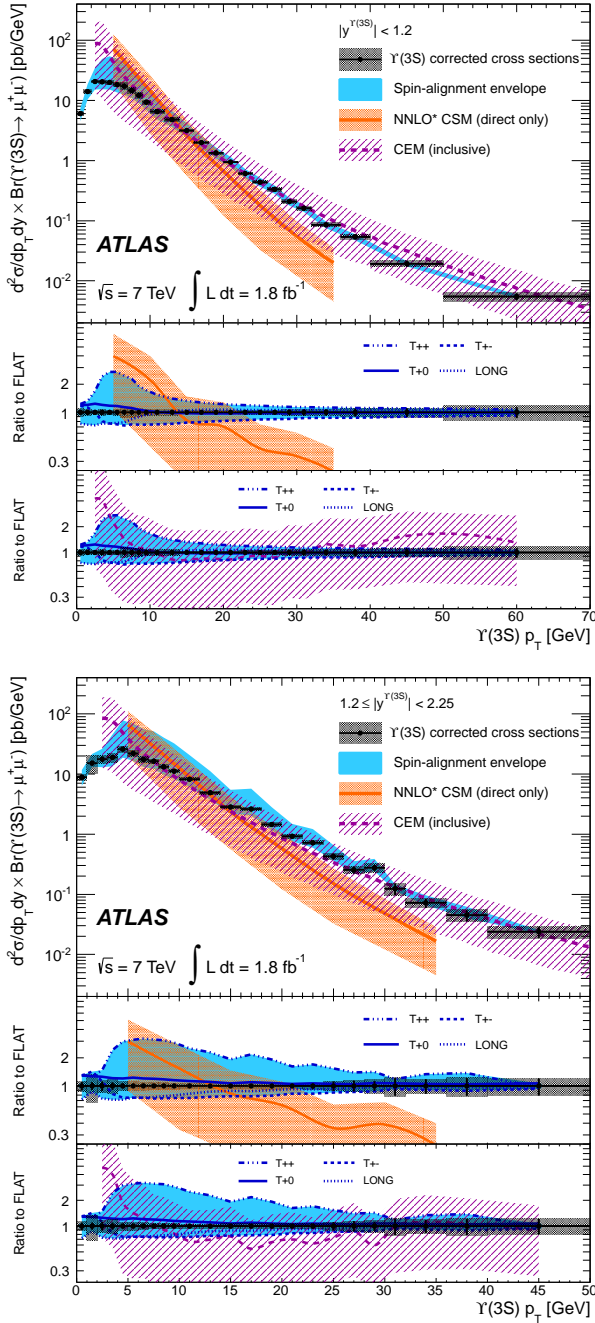 d²σ/dp_T dy × Br(ϒ(3S)→ μ⁺μ⁻) [pb/GeV]
|y^ϒ(3S)| < 1.2
ϒ(3S) corrected cross sections
Spin-alignment envelope
NNLO* CSM (direct only)
CEM (inclusive)
10²
10
1
10⁻¹
10⁻²
ATLAS
√s = 7 TeV ∫ L dt = 1.8 fb⁻¹
Ratio to FLAT
T++ T+-
T+0 LONG
2
1
0.3
Ratio to FLAT
T++ T+-
T+0 LONG
2
1
0.3
0 10 20 30 40 50 60 70
ϒ(3S) p_T [GeV]
d²σ/dp_T dy × Br(ϒ(3S)→ μ⁺μ⁻) [pb/GeV]
1.2 ≤ |y^ϒ(3S)| < 2.25
ϒ(3S) corrected cross sections
Spin-alignment envelope
NNLO* CSM (direct only)
CEM (inclusive)
10²
10
1
10⁻¹
10⁻²
ATLAS
√s = 7 TeV ∫ L dt = 1.8 fb⁻¹
Ratio to FLAT
T++ T+-
T+0 LONG
2
1
0.3
Ratio to FLAT
T++ T+-
T+0 LONG
2
1
0.3
0 5 10 15 20 25 30 35 40 45 50
ϒ(3S) p_T [GeV]